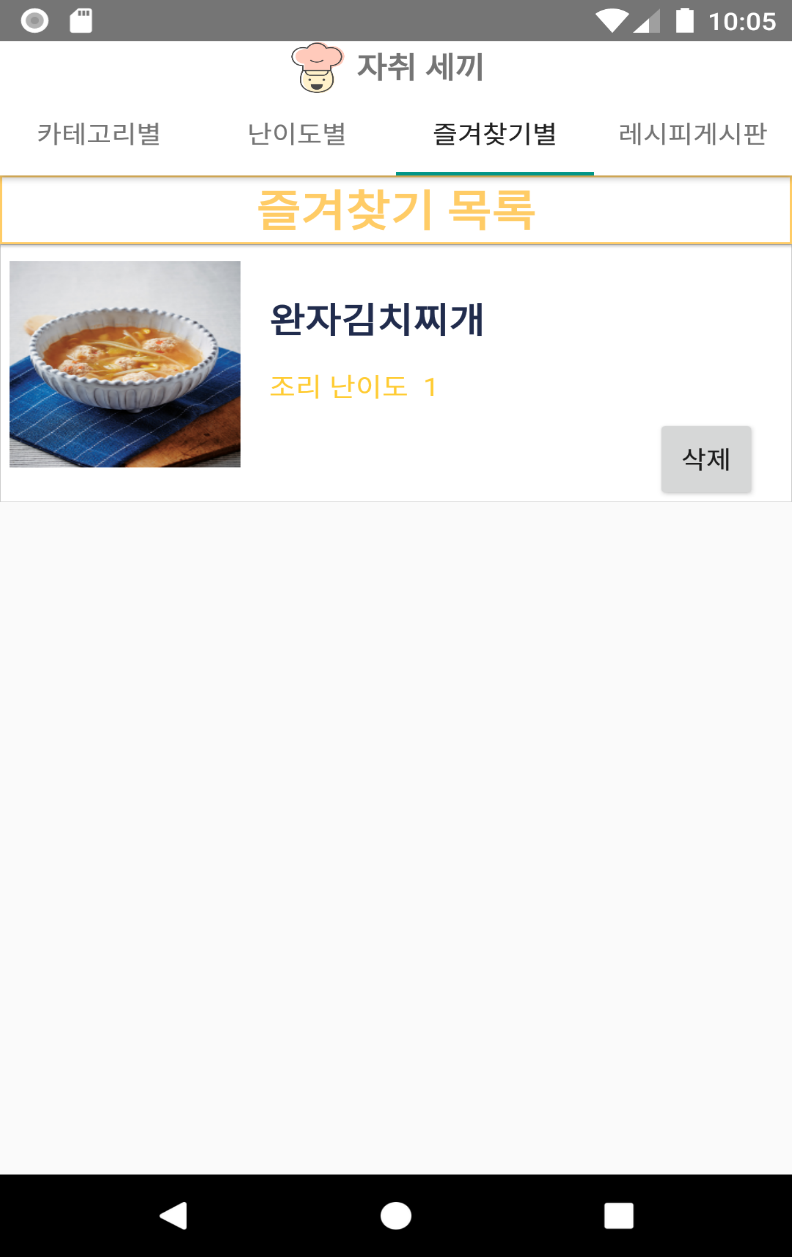 10:05
자취 세끼
카테고리별 난이도별 즐겨찾기별 레시피게시판
즐겨찾기 목록
완자김치찌개
조리 난이도 1
삭제